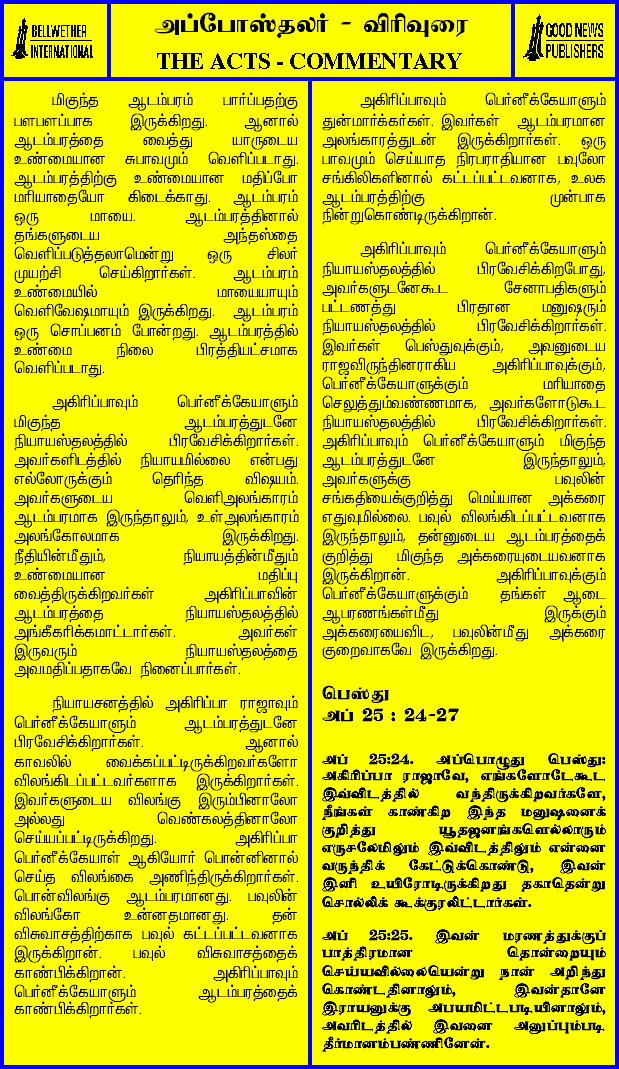 BELLWETHER
INTERNATIONAL
அப்போஸ்தலர் - விரிவுரை
THE ACTS - COMMENTARY
GOOD NEWS
PUBLISHERS
மிகுந்த ஆடம்பரம் பார்ப்பதற்கு
பளபளப்பாக இருக்கிறது. ஆனால்
ஆடம்பரத்தை வைத்து யாருடைய
உண்மையான சுபாவமும் வெளிப்படாது.
ஆடம்பரத்திற்கு உண்மையான மதிப்போ
மரியாதையோ கிடைக்காது. ஆடம்பரம்
ஒரு மாயை. ஆடம்பரத்தினால்
தங்களுடைய அந்தஸ்தை
வெளிப்படுத்தலாமென்று ஒரு சிலர்
முயற்சி செய்கிறார்கள். ஆடம்பரம்
உண்மையில் மாயையாயும்
வெளிவேஷமாயும் இருக்கிறது. ஆடம்பரம்
ஒரு சொப்பனம் போன்றது. ஆடம்பரத்தில்
உண்மை நிலை பிரத்தியட்சமாக
வெளிப்படாது.
அகிரிப்பாவும் பெர்னீக்கேயாளும்
மிகுந்த ஆடம்பரத்துடனே
நியாயஸ்தலத்தில் பிரவேசிக்கிறார்கள்.
அவர்களிடத்தில் நியாயமில்லை என்பது
எல்லோருக்கும் தெரிந்த விஷயம்.
அவர்களுடைய வெளிஅலங்காரம்
ஆடம்பரமாக இருந்தாலும், உள்அலங்காரம்
அலங்கோலமாக இருக்கிறது.
நீதியின்மீதும், நியாயத்தின்மீதும்
உண்மையான மதிப்பு
வைத்திருக்கிறவர்கள் அகிரிப்பாவின்
ஆடம்பரத்தை நியாயஸ்தலத்தில்
அங்கீகரிக்கமாட்டார்கள். அவர்கள்
இருவரும் நியாயஸ்தலத்தை
அவமதிப்பதாகவே நினைப்பார்கள்.
நியாயசனத்தில் அகிரிப்பா ராஜாவும்
பெர்னீக்கேயாளும் ஆடம்பரத்துடனே
பிரவேசிக்கிறார்கள். ஆனால்
காவலில் வைக்கப்பட்டிருக்கிறவர்களோ
விலங்கிடப்பட்டவர்களாக இருக்கிறார்கள்.
இவர்களுடைய விலங்கு இரும்பினாலோ
அல்லது வெண்கலத்தினாலோ
செய்யப்பட்டிருக்கிறது. அகிரிப்பா
பெர்னீக்கேயாள் ஆகியோர் பொன்னினால்
செய்த விலங்கை அணிந்திருக்கிறார்கள்.
பொன்விலங்கு ஆடம்பரமானது. பவுலின்
விலங்கோ உன்னதமானது. தன்
விசுவாசத்திற்காக பவுல் கட்டப்பட்டவனாக
இருக்கிறான். பவுல் விசுவாசத்தைக்
காண்பிக்கிறான். அகிரிப்பாவும்
பெர்னீக்கேயாளும் ஆடம்பரத்தைக்
காண்பிக்கிறார்கள்.
அகிரிப்பாவும் பெர்னீக்கேயாளும்
துன்மார்க்கர்கள். இவர்கள் ஆடம்பரமான
அலங்காரத்துடன் இருக்கிறார்கள். ஒரு
பாவமும் செய்யாத நிரபராதியான பவுலோ
சங்கிலிகளினால் கட்டப்பட்டவனாக, உலக
ஆடம்பரத்திற்கு முன்பாக
நின்றுகொண்டிருக்கிறான்.
அகிரிப்பாவும் பெர்னீக்கேயாளும்
நியாயஸ்தலத்தில் பிரவேசிக்கிறபோது,
அவர்களுடனேகூட சேனாபதிகளும்
பட்டணத்து பிரதான மனுஷரும்
நியாயஸ்தலத்தில் பிரவேசிக்கிறார்கள்.
இவர்கள் பெஸ்துவுக்கும், அவனுடைய
ராஜவிருந்தினராகிய அகிரிப்பாவுக்கும்,
பெர்னீக்கேயாளுக்கும் மரியாதை
செலுத்தும்வண்ணமாக, அவர்களோடுகூட
நியாயஸ்தலத்தில் பிரவேசிக்கிறார்கள்.
அகிரிப்பாவும் பெர்னீக்கேயாளும் மிகுந்த
ஆடம்பரத்துடனே இருந்தாலும்,
அவர்களுக்கு பவுலின்
சங்கதியைக்குறித்து மெய்யான அக்கரை
எதுவுமில்லை. பவுல் விலங்கிடப்பட்டவனாக
இருந்தாலும், தன்னுடைய ஆடம்பரத்தைக்
குறித்து மிகுந்த அக்கரையுடையவனாக
இருக்கிறான். அகிரிப்பாவுக்கும்
பெர்னீக்கேயாளுக்கும் தங்கள் ஆடை
ஆபரணங்கள்மீது இருக்கும்
அக்கரையைவிட, பவுலின்மீது அக்கரை
குறைவாகவே இருக்கிறது.
பெஸ்து
அப் 25 : 24-27
அப் 25:24. அப்பொழுது பெஸ்து:
அகிரிப்பா ராஜாவே, எங்களோடேகூட
இவ்விடத்தில் வந்திருக்கிறவர்களே,
நீங்கள் காண்கிற இந்த மனுஷனைக்
குறித்து யூதஜனங்களெல்லாரும்
எருசலேமிலும் இவ்விடத்திலும் என்னை
வருந்திக் கேட்டுக்கொண்டு, இவன்
இனி உயிரோடிருக்கிறது தகாதென்று
சொல்லிக் கூக்குரலிட்டார்கள்.
அப் 25:25. இவன் மரணத்துக்குப்
பாத்திரமான தொன்றையும்
செய்யவில்லையென்று நான் அறிந்து
கொண்டதினாலும், இவன்தானே
இராயனுக்கு அபயமிட்டபடியினாலும்,
அவரிடத்தில் இவனை அனுப்பும்படி
தீர்மானம்பண்ணினேன்.